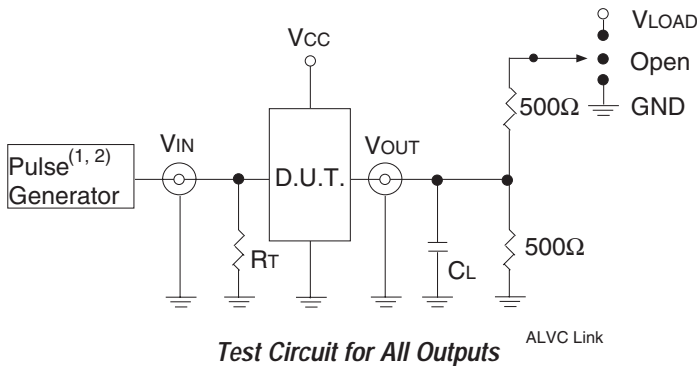 VLOAD
VCC
Open
500Ω
GND
VIN
VOUT
Pulse(1, 2)
Generator
D.U.T.
RT
CL
500Ω
ALVC Link
Test Circuit for All Outputs